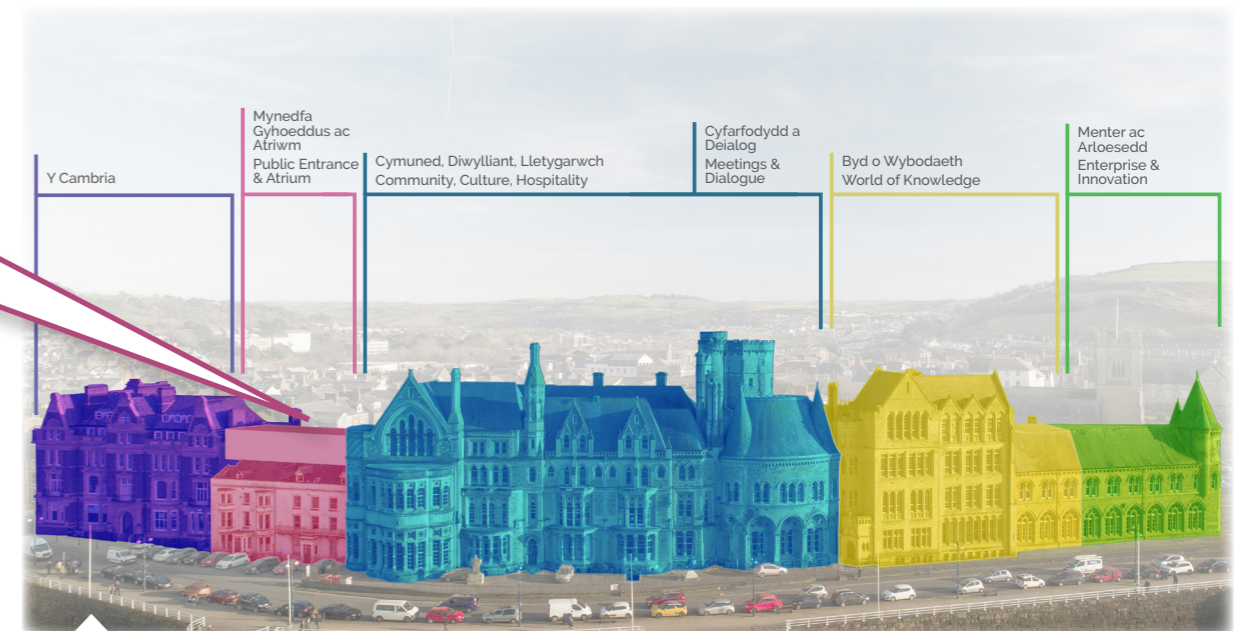 Y Cambria
Mynedfa
Gyhoeddus ac
Atriwm
Public Entrance
& Atrium
Cymuned, Diwylliant, Lletygarwch
Community, Culture, Hospitality
Cyfarfodydd a
Deialog
Meetings &
Dialogue
Byd o Wybodaeth
World of Knowledge
Menter ac
Arloesedd
Enterprise &
Innovation